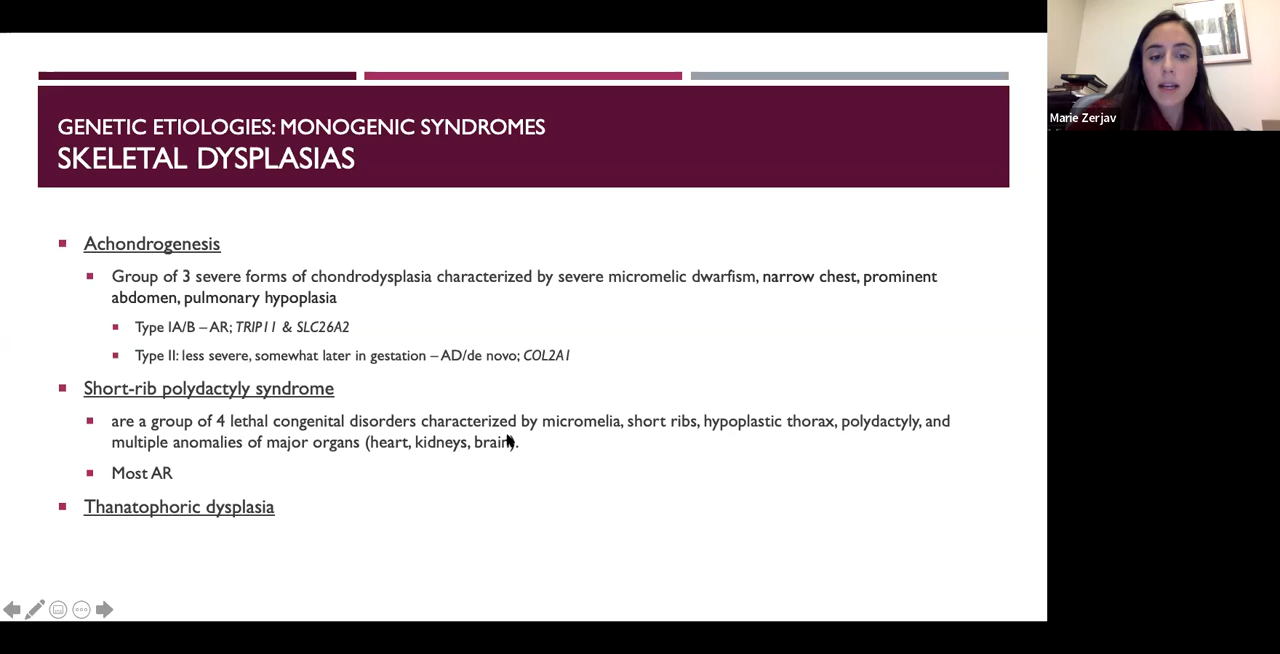 GENETIC ETIOLOGIES: MONOGENIC SYNDROMES
SKELETAL DYSPLASIAS
Marie Zerjav
Achondrogenesis
Group of 3 severe forms of chondrodysplasia characterized by severe micromelic dwarfism, narrow chest, prominent
abdomen, pulmonary hypoplasia
Type IA/B – AR; TRIP11 & SLC26A2
Type II: less severe, somewhat later in gestation – AD/de novo; COL2A1
Short-rib polydactyly syndrome
are a group of 4 lethal congenital disorders characterized by micromelia, short ribs, hypoplastic thorax, polydactyly, and
multiple anomalies of major organs (heart, kidneys, brain).
Most AR
Thanatophoric dysplasia